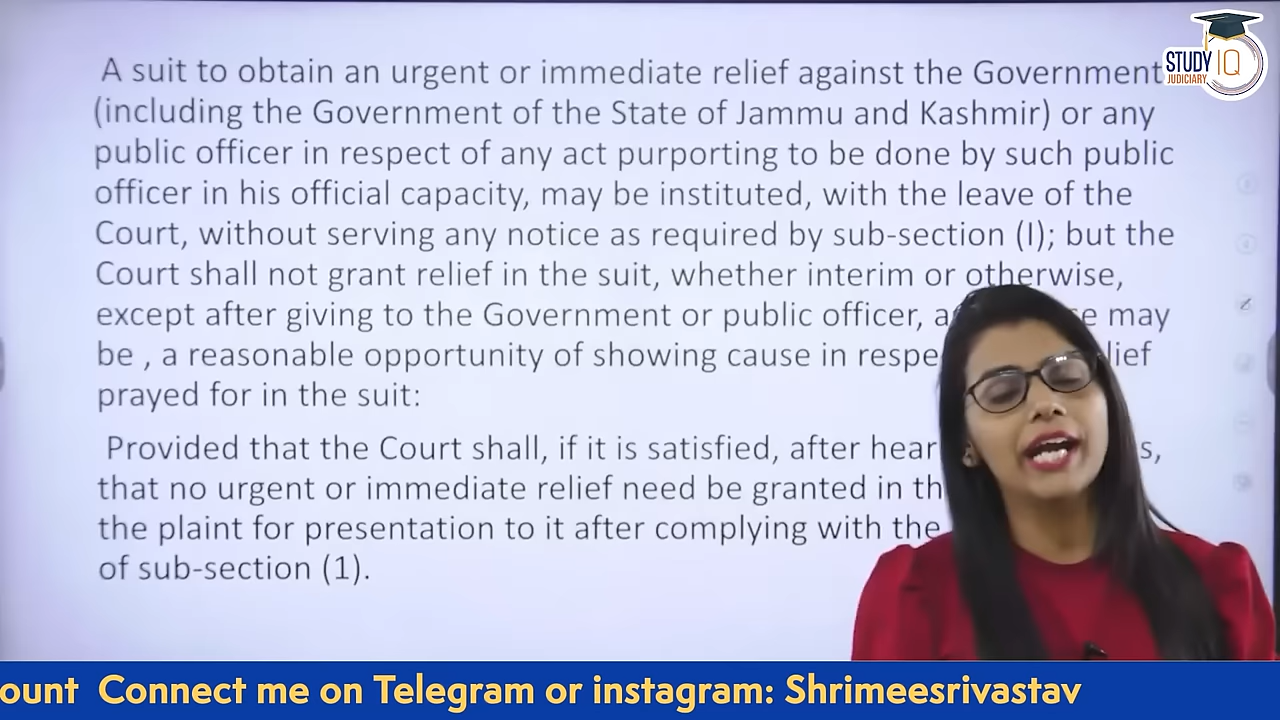 A suit to obtain an urgent or immediate relief against the Government
(including the Government of the State of Jammu and Kashmir) or any
public officer in respect of any act purporting to be done by such public
officer in his official capacity, may be instituted, with the leave of the
Court, without serving any notice as required by sub-section (I); but the
Court shall not grant relief in the suit, whether interim or otherwise,
except after giving to the Government or public officer, may
be , a reasonable opportunity of showing cause in
prayed for in the suit:
Provided that the Court shall, if it is satisfied, after
that no urgent or immediate relief need be granted in
the plaint for presentation to it after complying with the
of sub-section (1).
STUDY IQ
JUDICIARY
ount Connect me on Telegram or instagram: Shrimeesrivastav